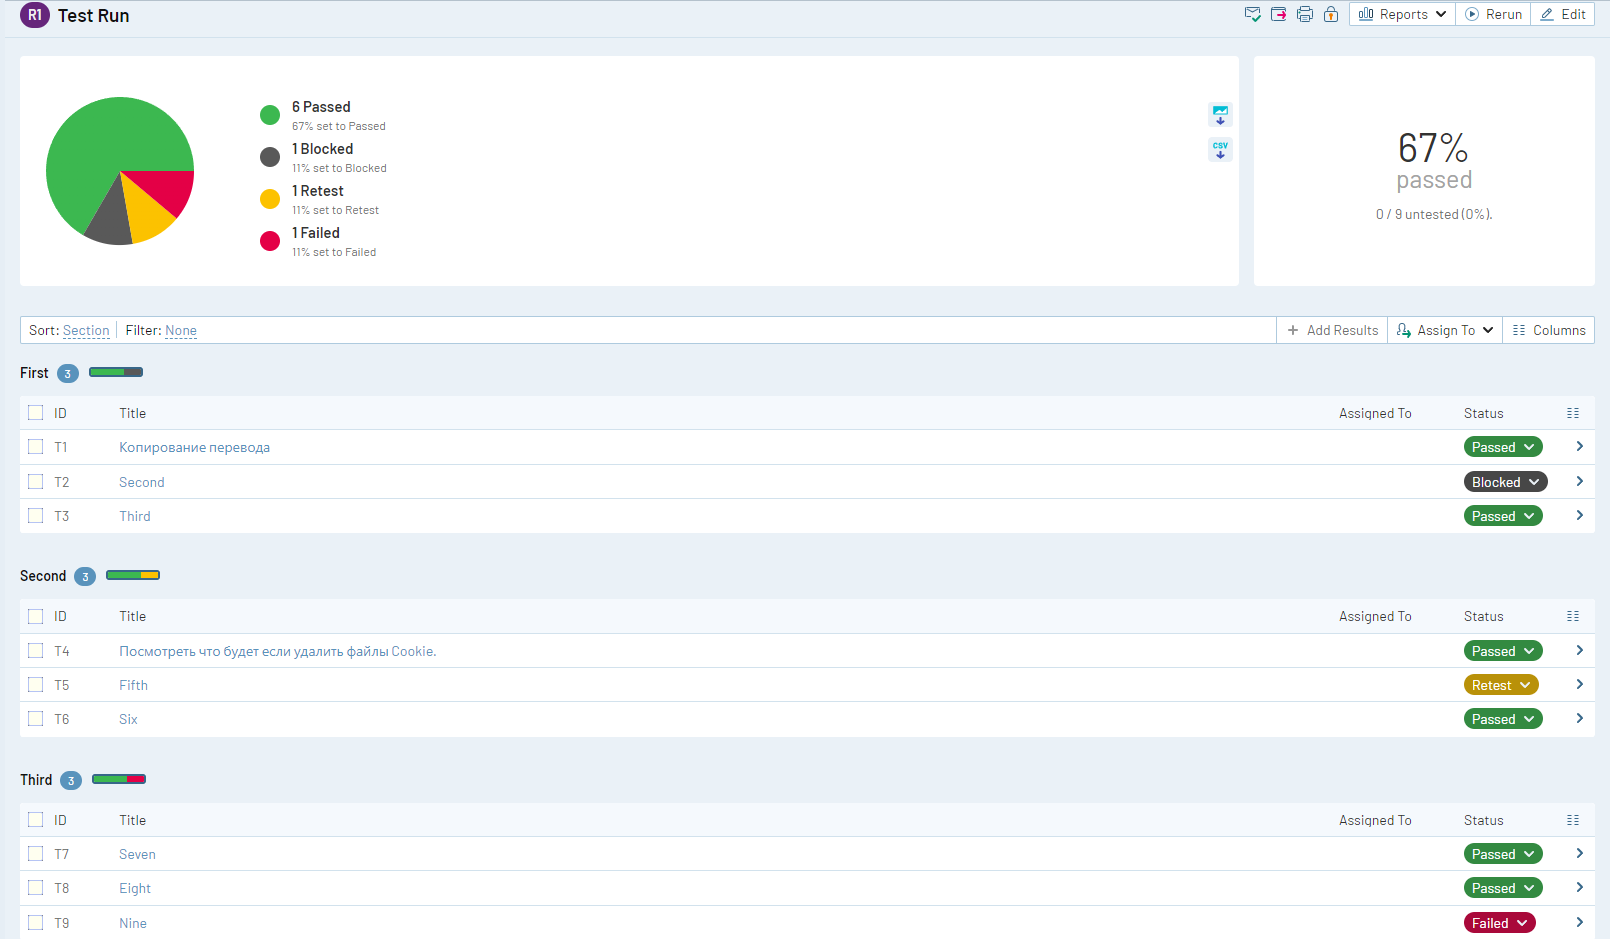 R1 Test Run Reports Rerun Edit
6 Passed
67% set to Passed
1 Blocked
11% set to Blocked
1 Retest
11% set to Retest
1 Failed
11% set to Failed
CSV
67%
passed
0 / 9 untested (0%).
Sort: Section Filter: None Add Results Assign To Columns
First 3
ID Title Assigned To Status
T1 Копирование перевода Passed
T2 Second Blocked
T3 Third Passed
Second 3
ID Title Assigned To Status
T4 Посмотреть что будет если удалить файлы Cookie. Passed
T5 Fifth Retest
T6 Six Passed
Third 3
ID Title Assigned To Status
T7 Seven Passed
T8 Eight Passed
T9 Nine Failed